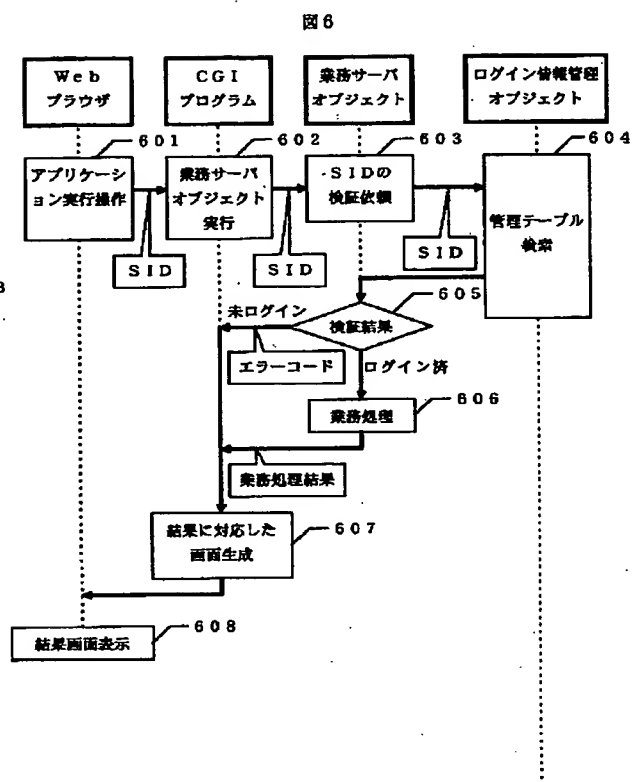 図6
Web
ブラウザ
CGI
プログラム
業務サーバ
オブジェクト
ログイン情報管理
オブジェクト
601
602
603
604
アプリケーシ
ョン実行操作
業務サーバ
オブジェクト
実行
SIDの
検証依頼
管理テーブル
検索
SID
SID
SID
605
未ログイン
検証結果
エラーコード
ログイン済
606
業務処理
業務処理結果
607
結果に対応した
画面生成
608
結果画面表示